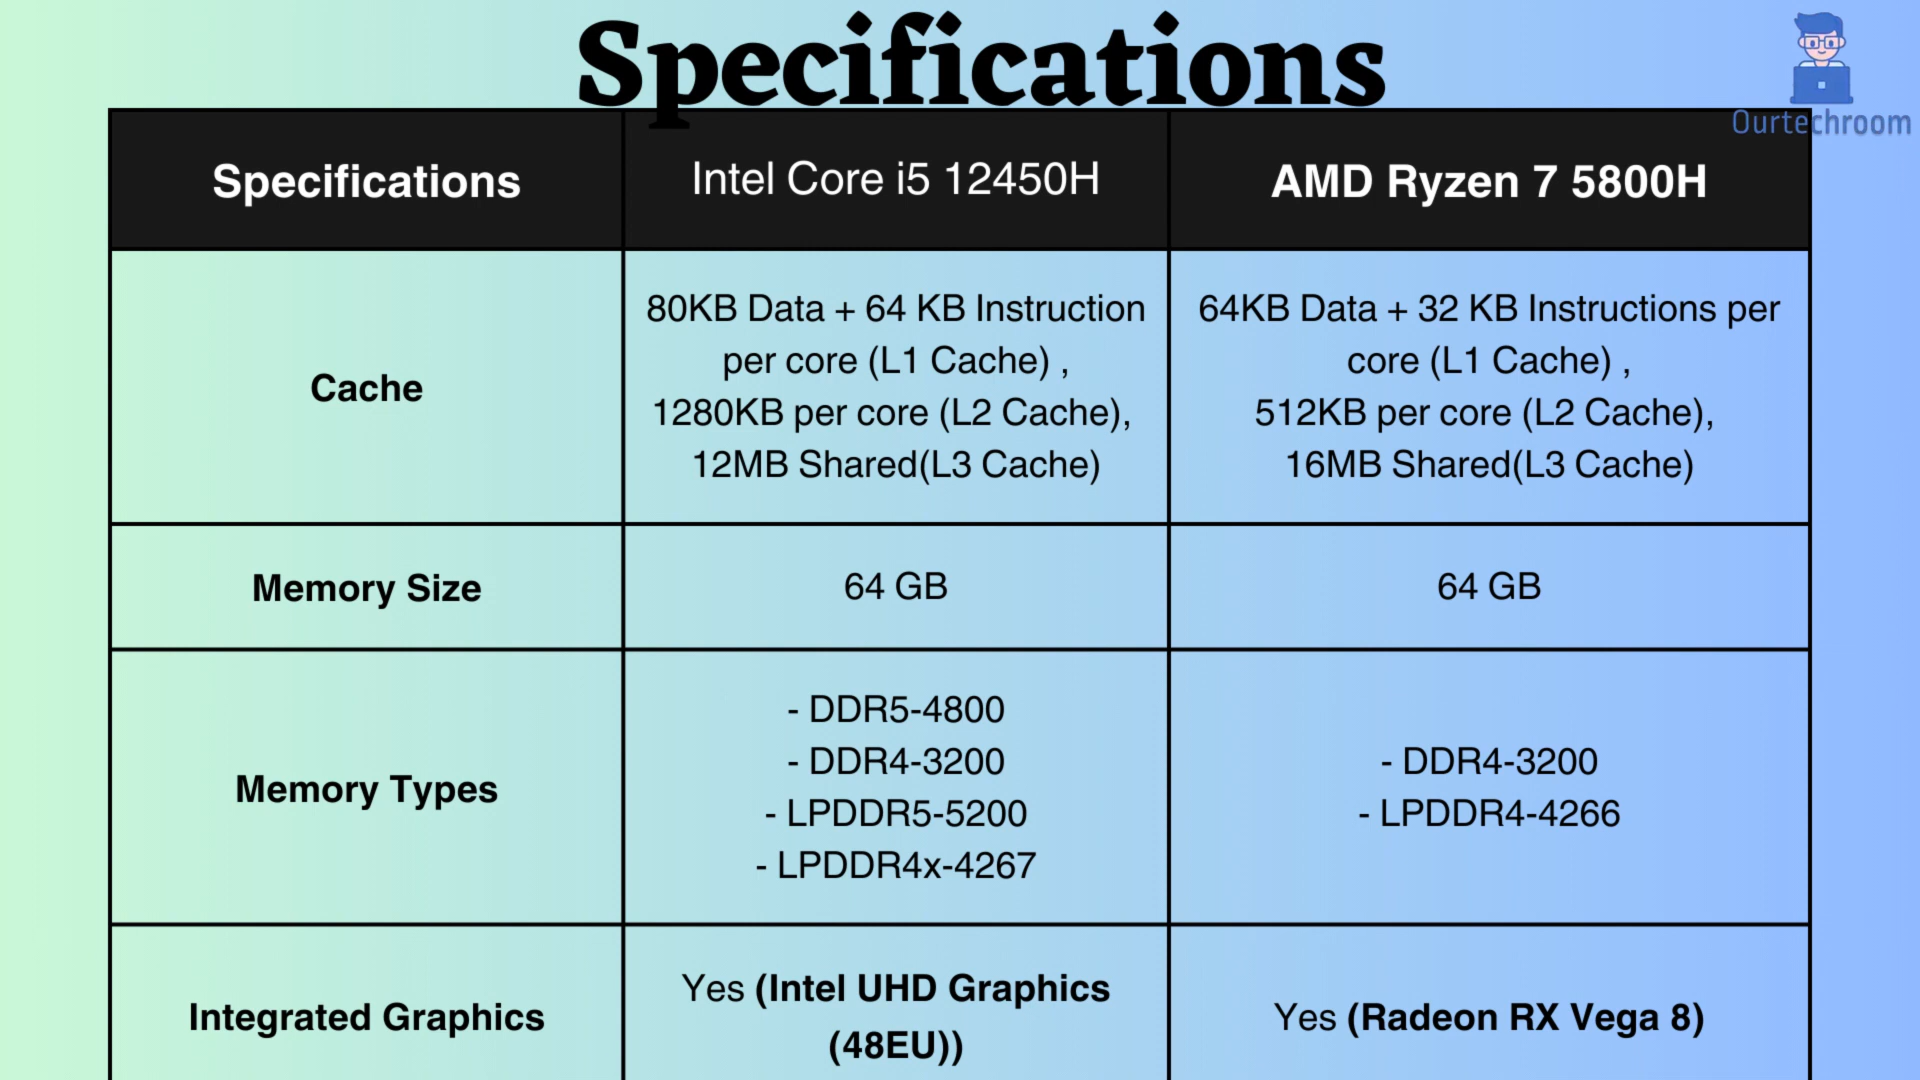 Specifications
Ourtechroom
Specifications
Intel Core i5 12450H
AMD Ryzen 7 5800H
Cache
80KB Data + 64 KB Instruction
per core (L1 Cache) ,
1280KB per core (L2 Cache),
12MB Shared(L3 Cache)
64KB Data + 32 KB Instructions per
core (L1 Cache) ,
512KB per core (L2 Cache),
16MB Shared(L3 Cache)
Memory Size
64 GB
64 GB
Memory Types
- DDR5-4800
- DDR4-3200
- LPDDR5-5200
- LPDDR4x-4267
- DDR4-3200
- LPDDR4-4266
Integrated Graphics
Yes (Intel UHD Graphics
(48EU))
Yes (Radeon RX Vega 8)